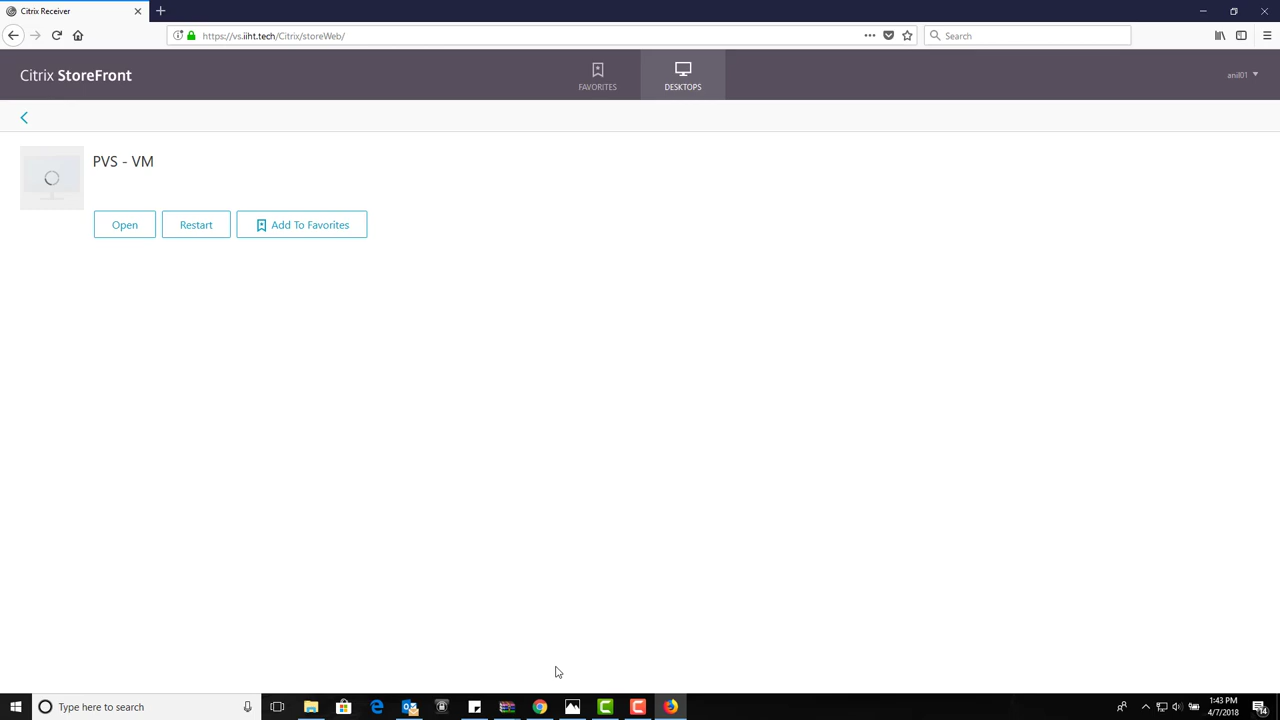 Citrix Receiver
https://vs.iiht.tech/Citrix/storeWeb/
Search
Citrix StoreFront
FAVORITES
DESKTOPS
anil01
PVS - VM
Open
Restart
Add To Favorites
Type here to search
1:43 PM
4/7/2018
14